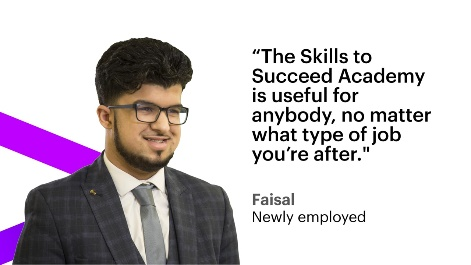 “The Skills to
Succeed Academy
is useful for
anybody, no matter
what type of job
you’re after."
Faisal
Newly employed